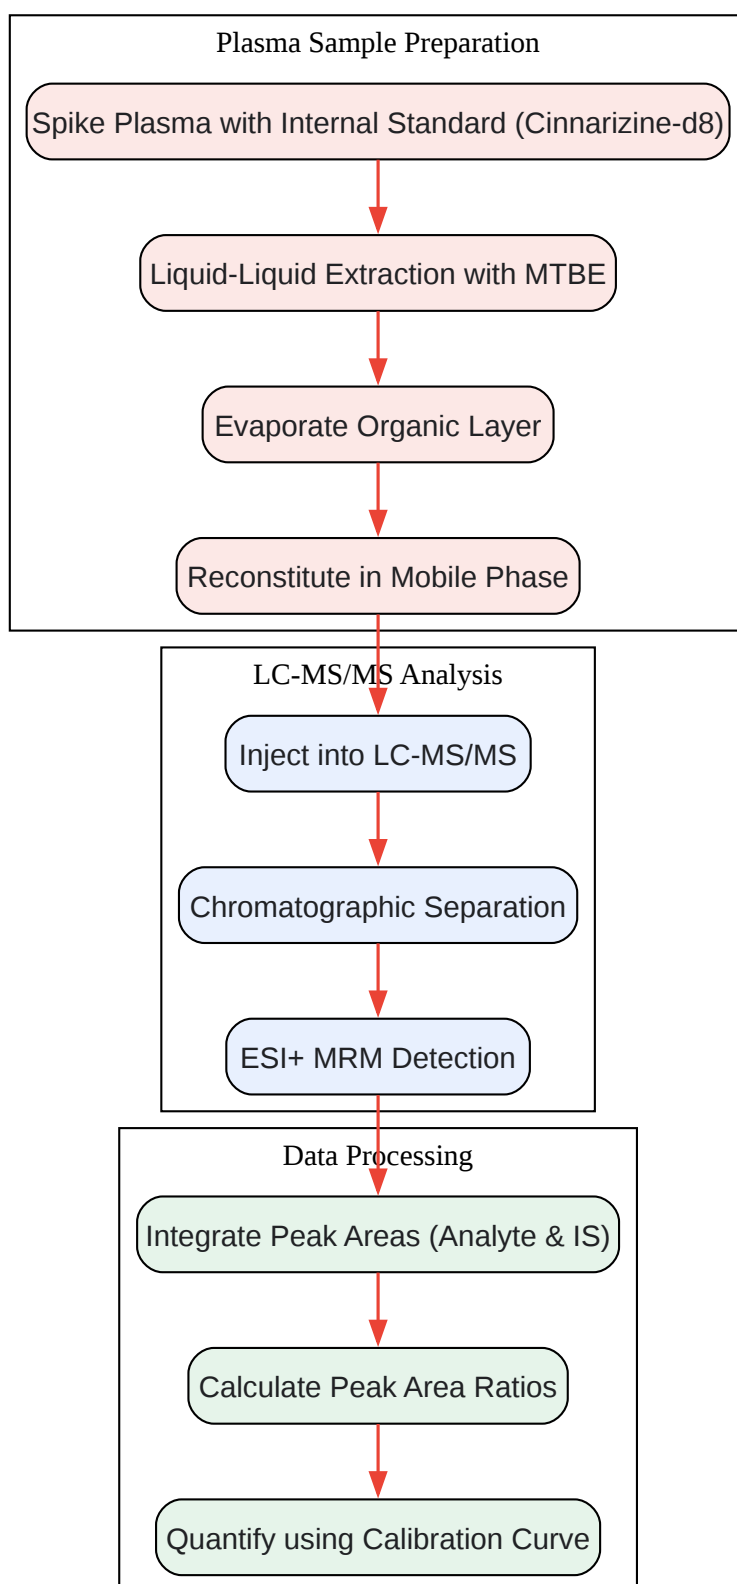 Plasma Sample Preparation
Spike Plasma with Internal Standard (Cinnarizine-d8)
Liquid-Liquid Extraction with MTBE
Evaporate Organic Layer
Reconstitute in Mobile Phase
LC-MS/MS Analysis
Inject into LC-MS/MS
Chromatographic Separation
ESI+ MRM Detection
Data Processing
Integrate Peak Areas (Analyte & IS)
Calculate Peak Area Ratios
Quantify using Calibration Curve